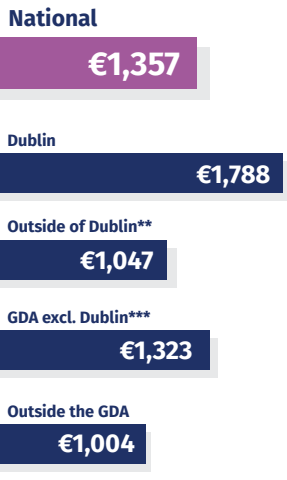 National
€1,357
Dublin
€1,788
Outside of Dublin**
€1,047
GDA excl. Dublin***
€1,323
Outside the GDA
€1,004